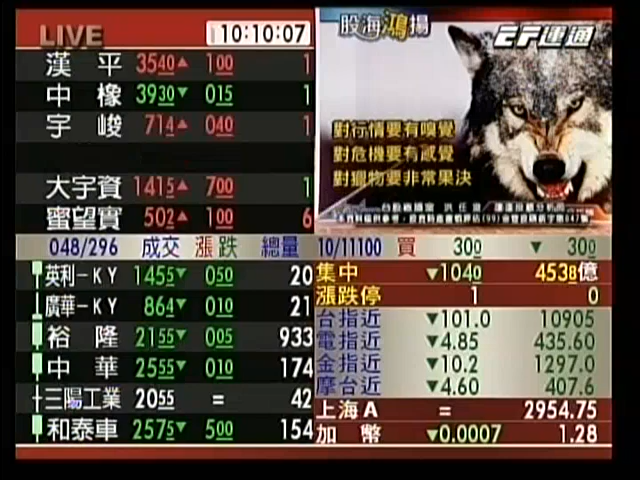 LIVE 10:10:07
漢平 3540▲ 100 1
中橡 3930▼ 015 1
宇峻 714▲ 040 1
大宇資 1415▲ 700 1
蜜望實 502▲ 100 6
048/296 成交 漲跌 總量
英利-KY 1455▼ 050 20
廣華-KY 864▼ 010 21
裕隆 2155▼ 005 933
中華 2555▼ 010 174
三陽工業 2055 = 42
和泰車 2575▼ 500 154
股海鴻揚 運通
對行情要有嗅覺
對危機要有感覺
對獵物要非常果決
10/11100 買 300 ▼ 300
集中 ▼1040 4538億
漲跌停 1 0
台指近 ▼101.0 10905
電指近 ▼4.85 435.60
金指近 ▼10.2 1297.0
摩台近 ▼4.60 407.6
上海A = 2954.75
加幣 ▼0.0007 1.28